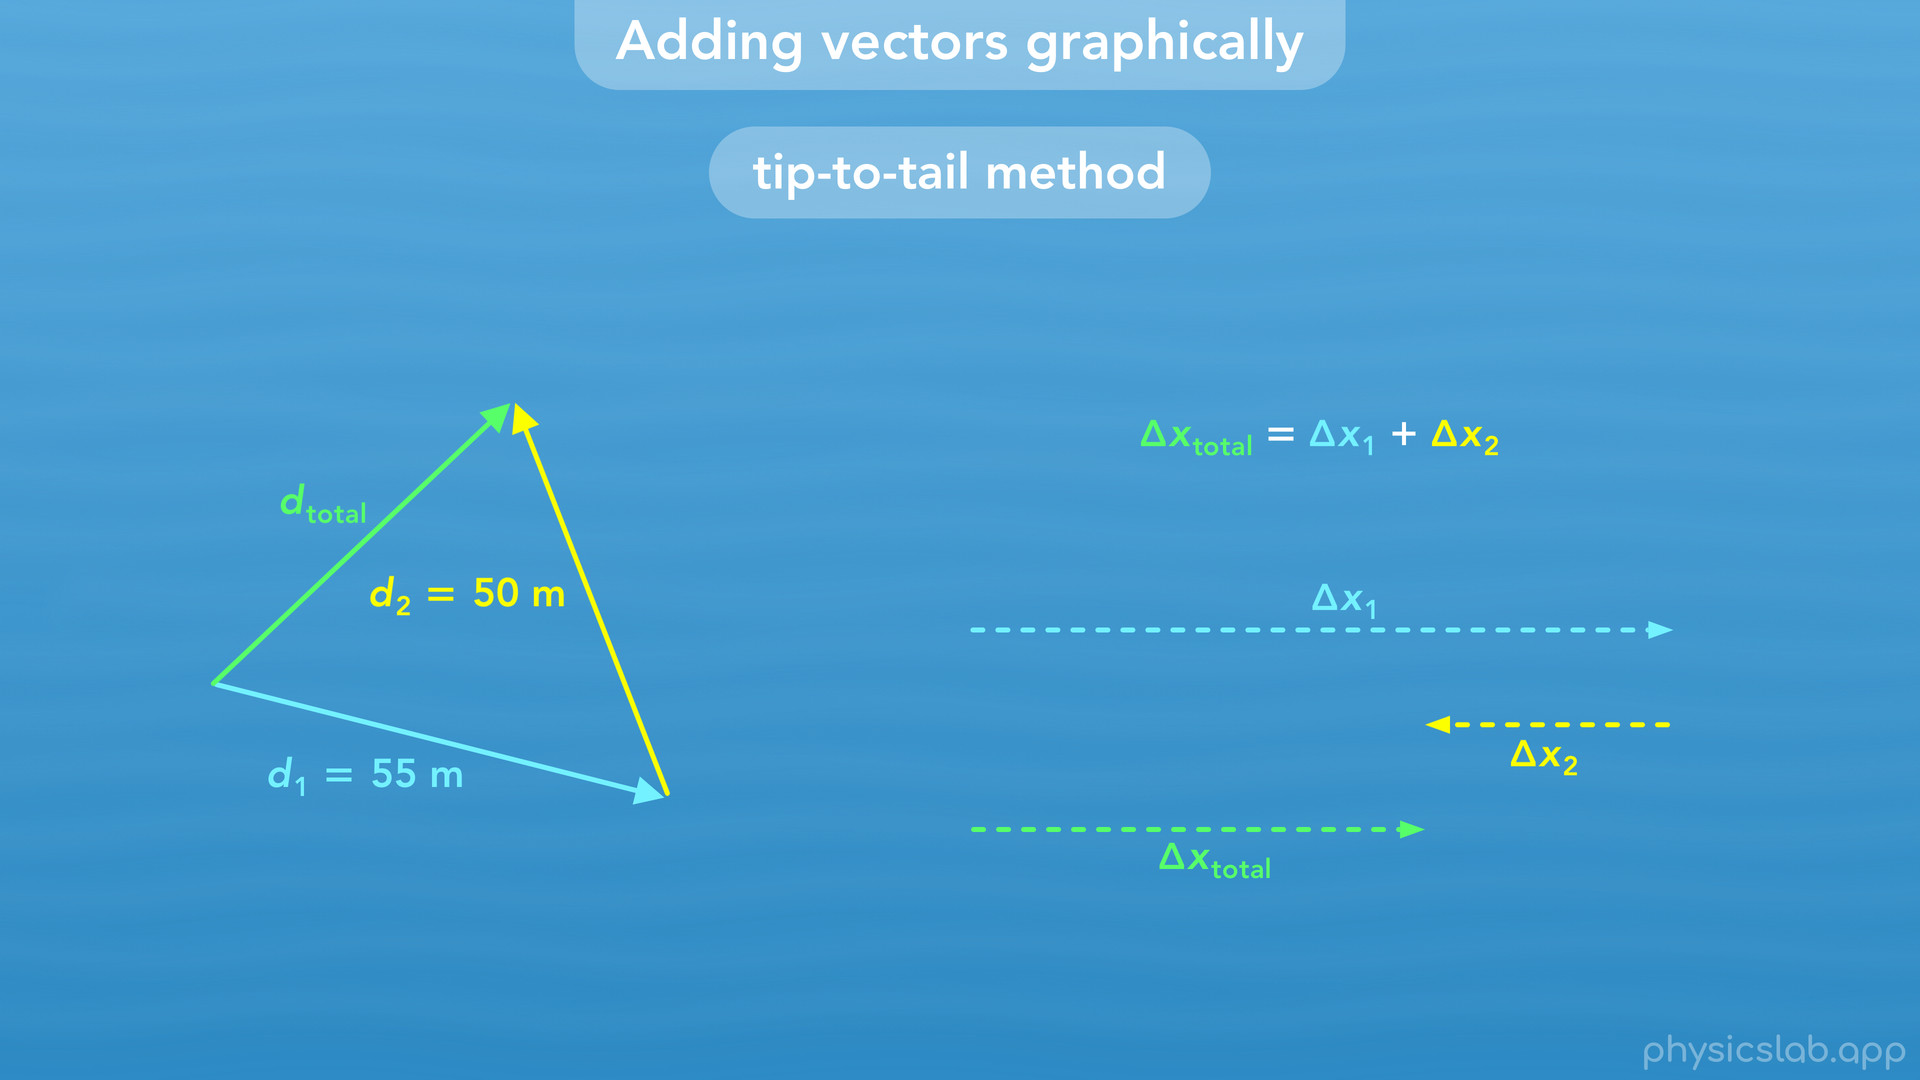 Adding vectors graphically
tip-to-tail method
Δx_total = Δx₁ + Δx₂
d_total
d₂ = 50 m
d₁ = 55 m
Δx₁
Δx₂
Δx_total
physicslab.app